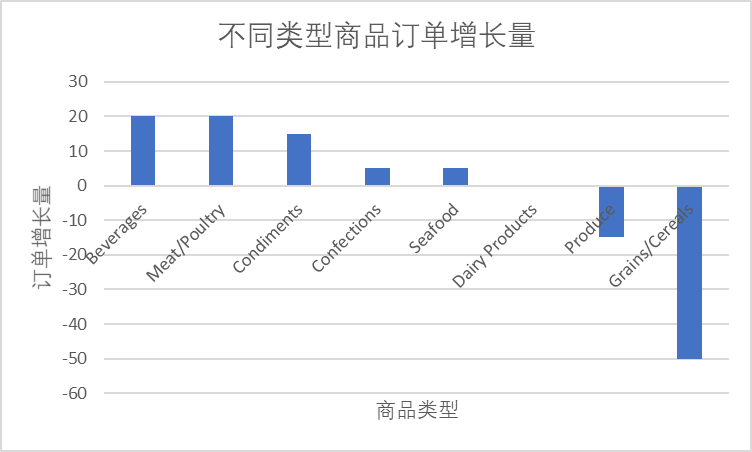 不同类型商品订单增长量
30
20
10
0
-10
-20
-30
-40
-50
-60
订单增长量
Beverages
Meat/Poultry
Condiments
Confections
Seafood
Dairy Products
Produce
Grains/Cereals
商品类型